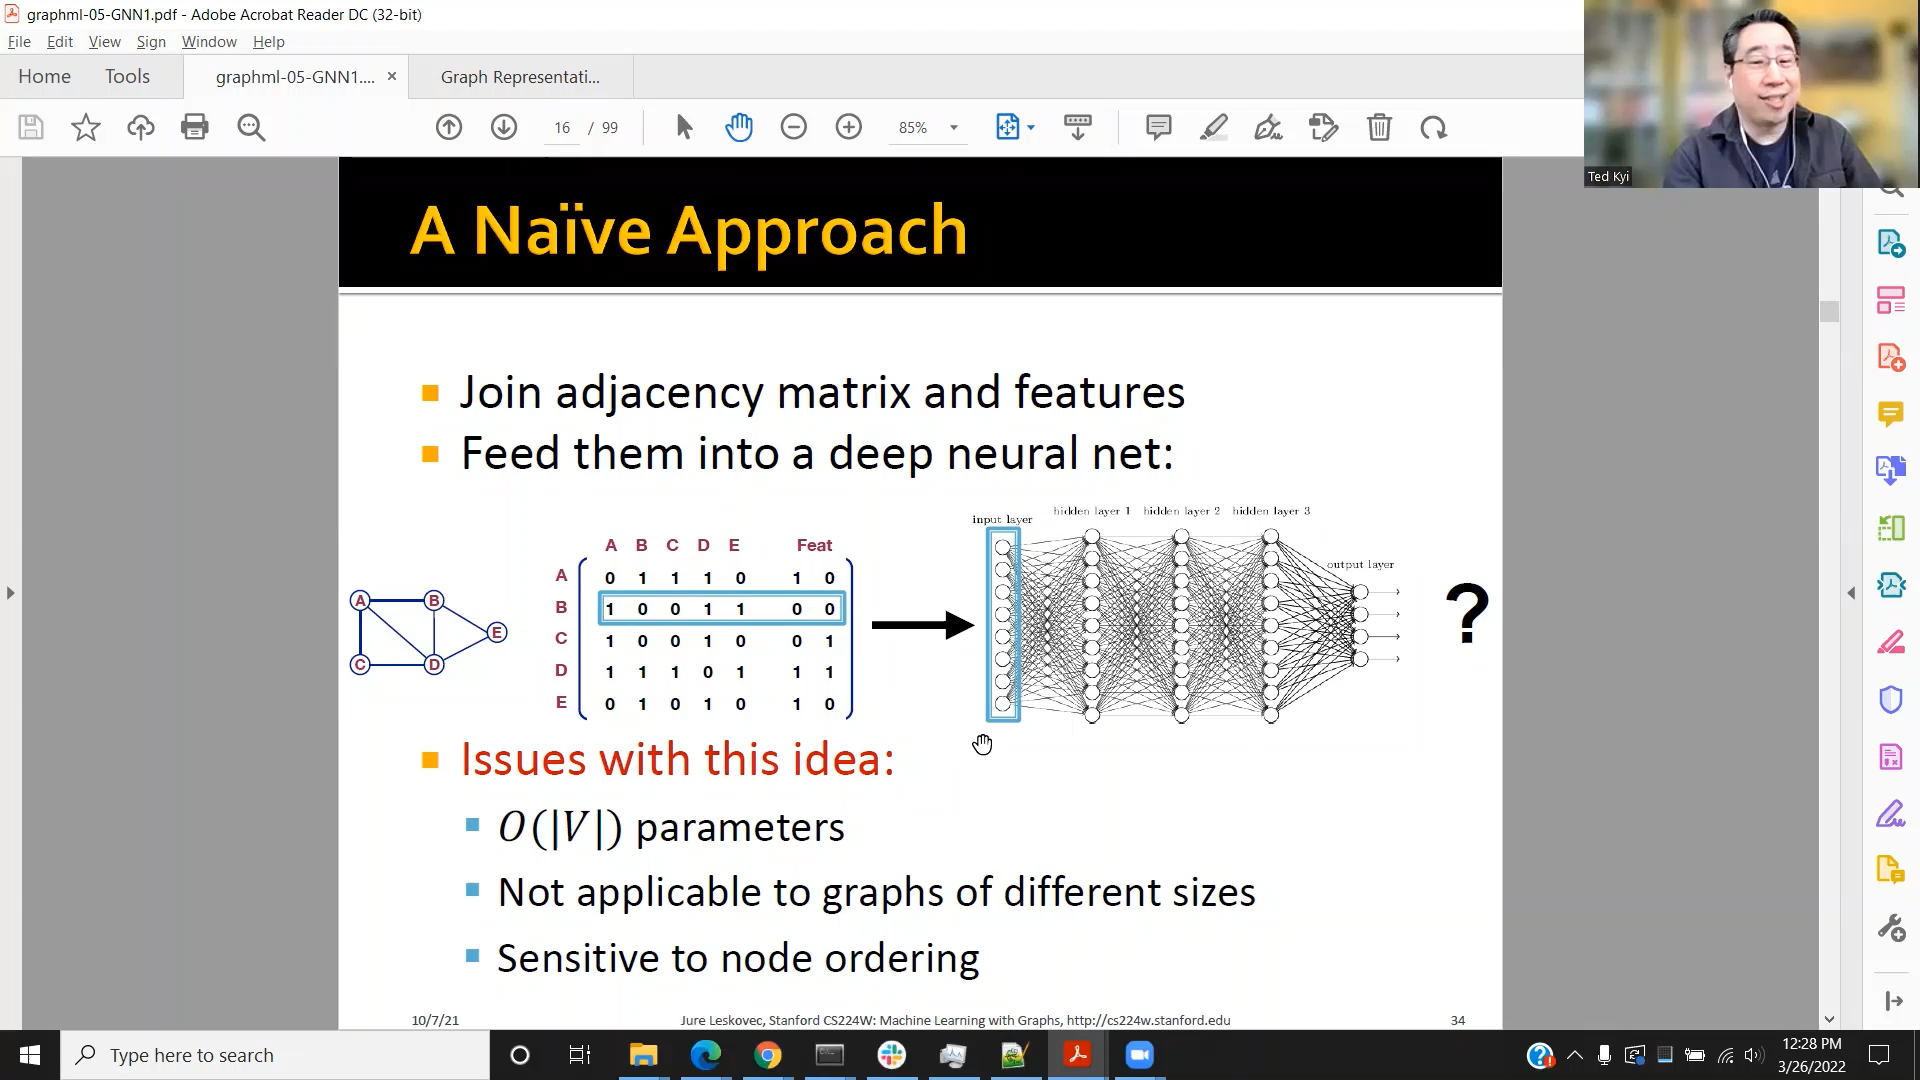 graphml-05-GNN1.pdf - Adobe Acrobat Reader DC (32-bit)
File Edit View Sign Window Help
Home Tools graphml-05-GNN1.... × Graph Representati...
16 / 99 85%
Ted Kyi
A Naïve Approach
Join adjacency matrix and features
Feed them into a deep neural net:
input layer hidden layer 1 hidden layer 2 hidden layer 3
output layer
A B C D E Feat
A 0 1 1 1 0 1 0
B 1 0 0 1 1 0 0
C 1 0 0 1 0 0 1
D 1 1 1 0 1 1 1
E 0 1 0 1 0 1 0
A B
E
C D
?
Issues with this idea:
O(|V|) parameters
Not applicable to graphs of different sizes
Sensitive to node ordering
10/7/21 Jure Leskovec, Stanford CS224W: Machine Learning with Graphs, http://cs224w.stanford.edu 34
Type here to search
12:28 PM
3/26/2022